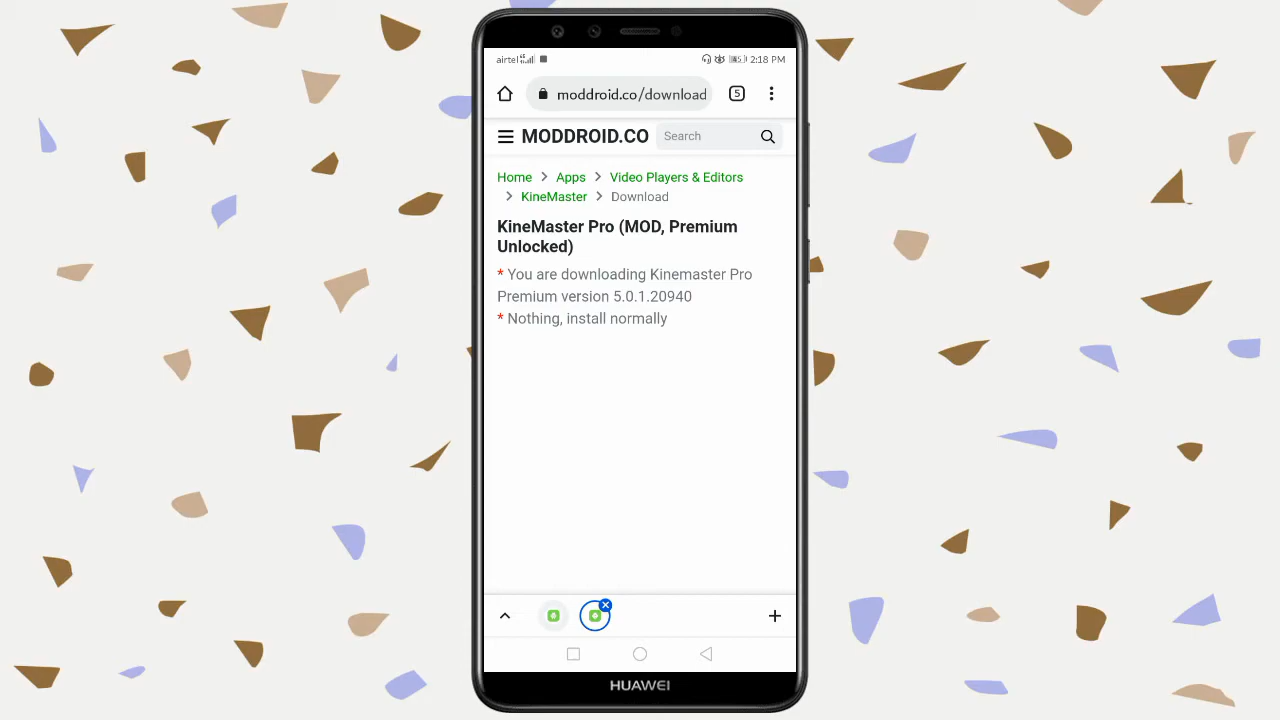 airtel 2:18 PM
moddroid.co/download 5
MODDROID.CO Search
Home > Apps > Video Players & Editors
> KineMaster > Download
KineMaster Pro (MOD, Premium
Unlocked)
* You are downloading Kinemaster Pro
Premium version 5.0.1.20940
* Nothing, install normally
HUAWEI